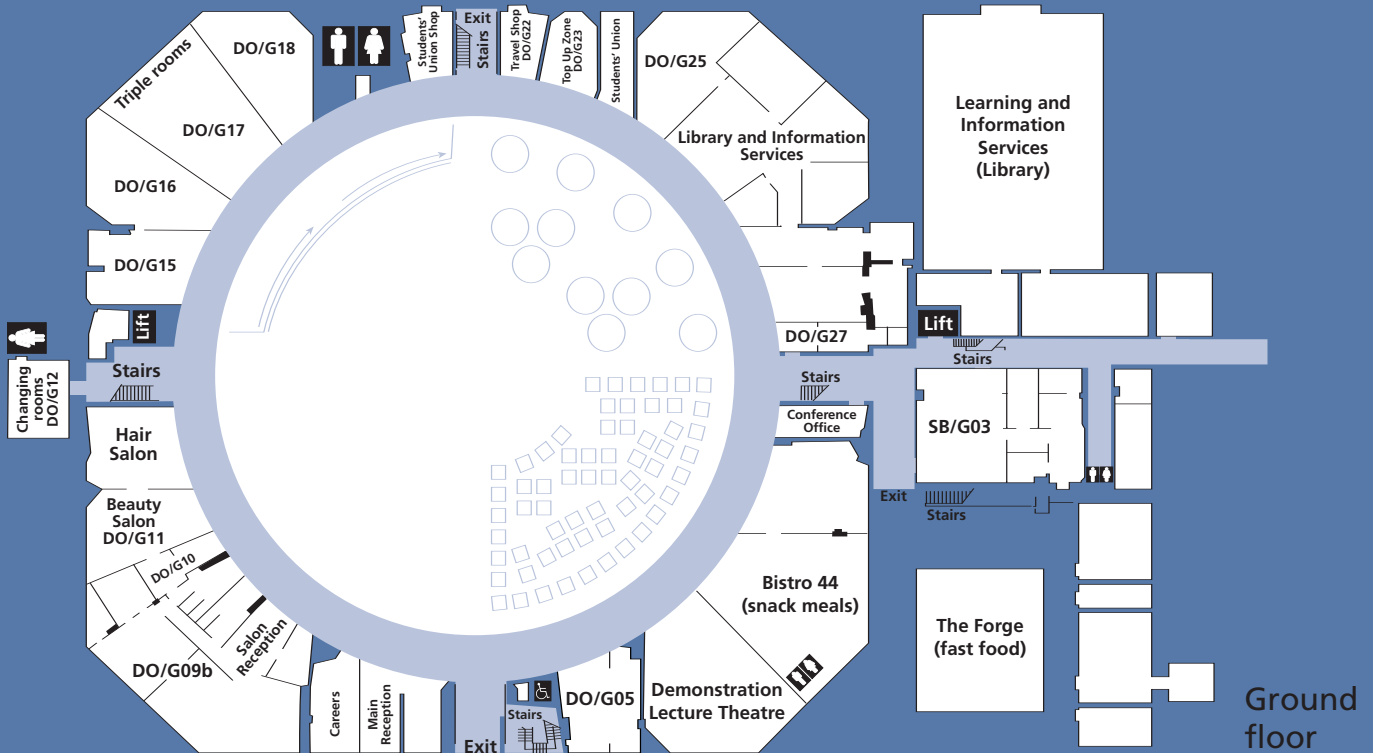 DO/G18
Triple rooms
DO/G17
DO/G16
DO/G15
Students'
Union Shop
Exit
Stairs
Travel Shop
DO/G22
Top Up Zone
DO/G23
Students' Union
DO/G25
Library and Information
Services
Learning and
Information
Services
(Library)
Lift
Stairs
Changing
rooms
DO/G12
DO/G27
Lift
Stairs
Stairs
Conference
Office
SB/G03
Exit
Stairs
Hair
Salon
Beauty
Salon
DO/G11
DO/G10
Salon
Reception
DO/G09b
Careers
Main
Reception
Exit
Stairs
DO/G05
Demonstration
Lecture Theatre
Bistro 44
(snack meals)
The Forge
(fast food)
Ground
floor